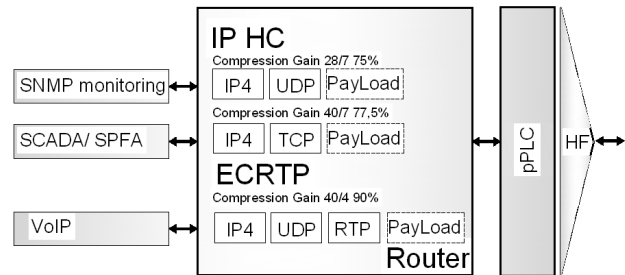 IP HC
Compression Gain 28/7 75%
SNMP monitoring
IP4 UDP PayLoad
Compression Gain 40/7 77,5%
SCADA/ SPFA
IP4 TCP PayLoad
pPLC
HF
ECRTP
Compression Gain 40/4 90%
VoIP
IP4 UDP RTP PayLoad
Router